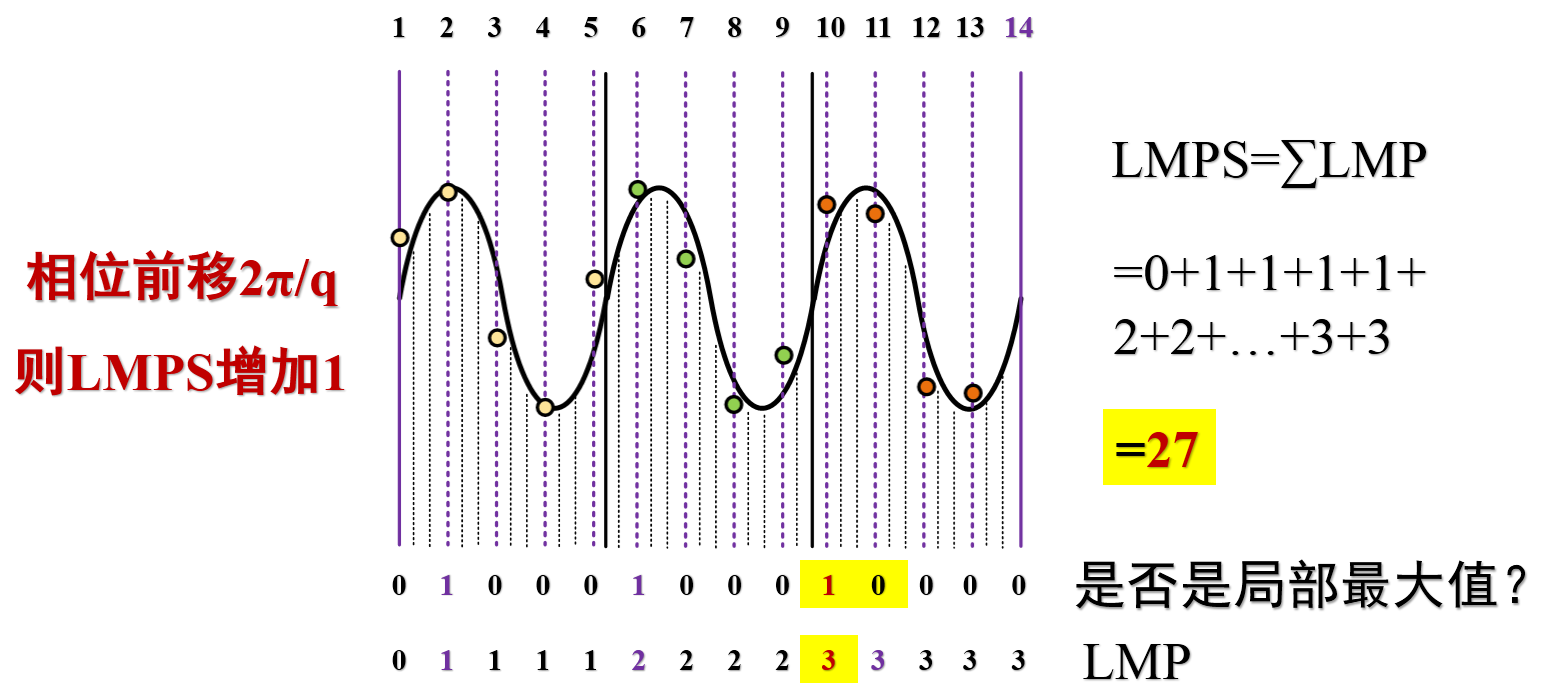 1 2 3 4 5 6 7 8 9 10 11 12 13 14
LMPS=∑LMP
相位前移2π/q
则LMPS增加1
=0+1+1+1+1+
2+2+…+3+3
=27
0 1 0 0 0 1 0 0 0 1 0 0 0 0 是否是局部最大值？
0 1 1 1 1 2 2 2 2 3 3 3 3 3 LMP